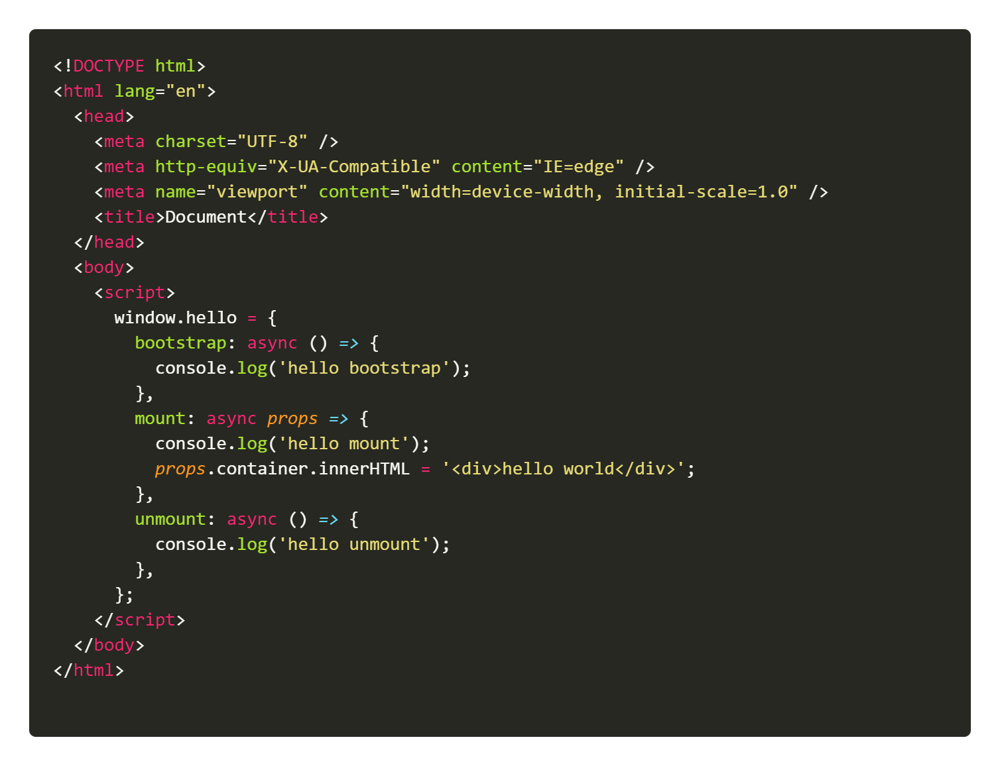 <!DOCTYPE html>
<html lang="en">
  <head>
    <meta charset="UTF-8" />
    <meta http-equiv="X-UA-Compatible" content="IE=edge" />
    <meta name="viewport" content="width=device-width, initial-scale=1.0" />
    <title>Document</title>
  </head>
  <body>
    <script>
      window.hello = {
        bootstrap: async () => {
          console.log('hello bootstrap');
        },
        mount: async props => {
          console.log('hello mount');
          props.container.innerHTML = '<div>hello world</div>';
        },
        unmount: async () => {
          console.log('hello unmount');
        },
      };
    </script>
  </body>
</html>